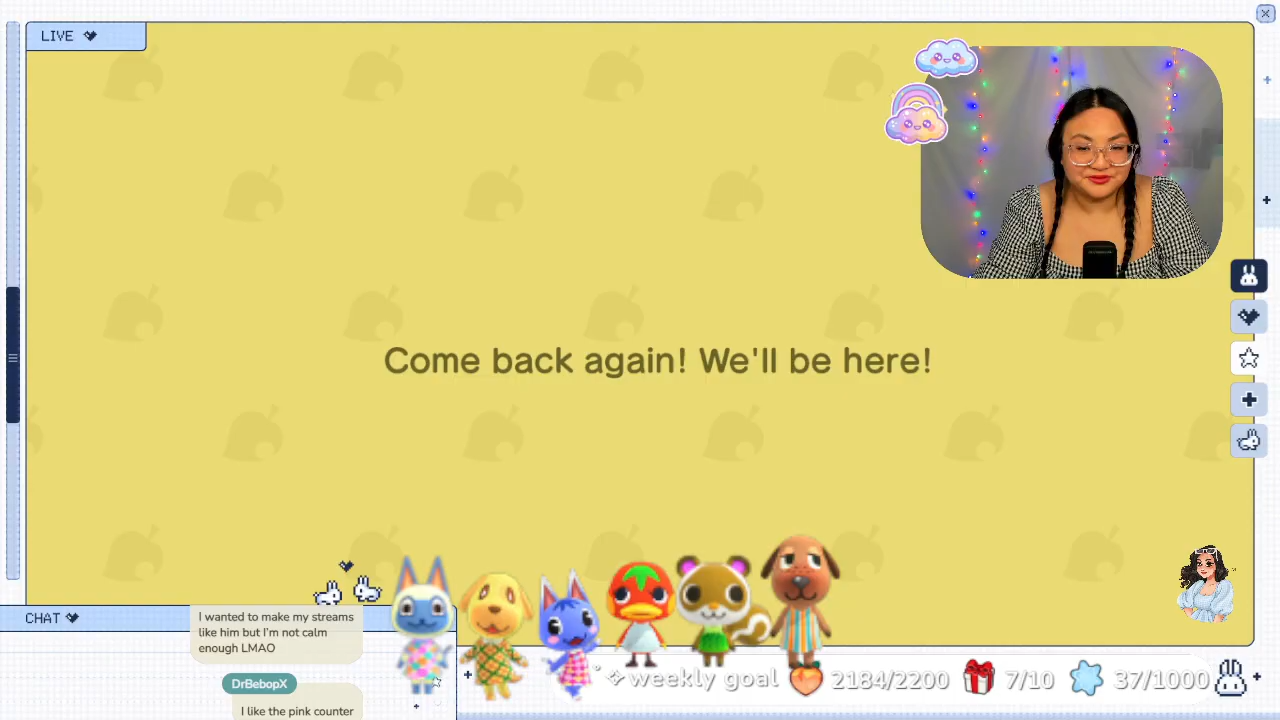 LIVE
Come back again! We'll be here!
CHAT
I wanted to make my streams
like him but I'm not calm
enough LMAO
DrBebopX
I like the pink counter
weekly goal 2184/2200 7/10 37/1000